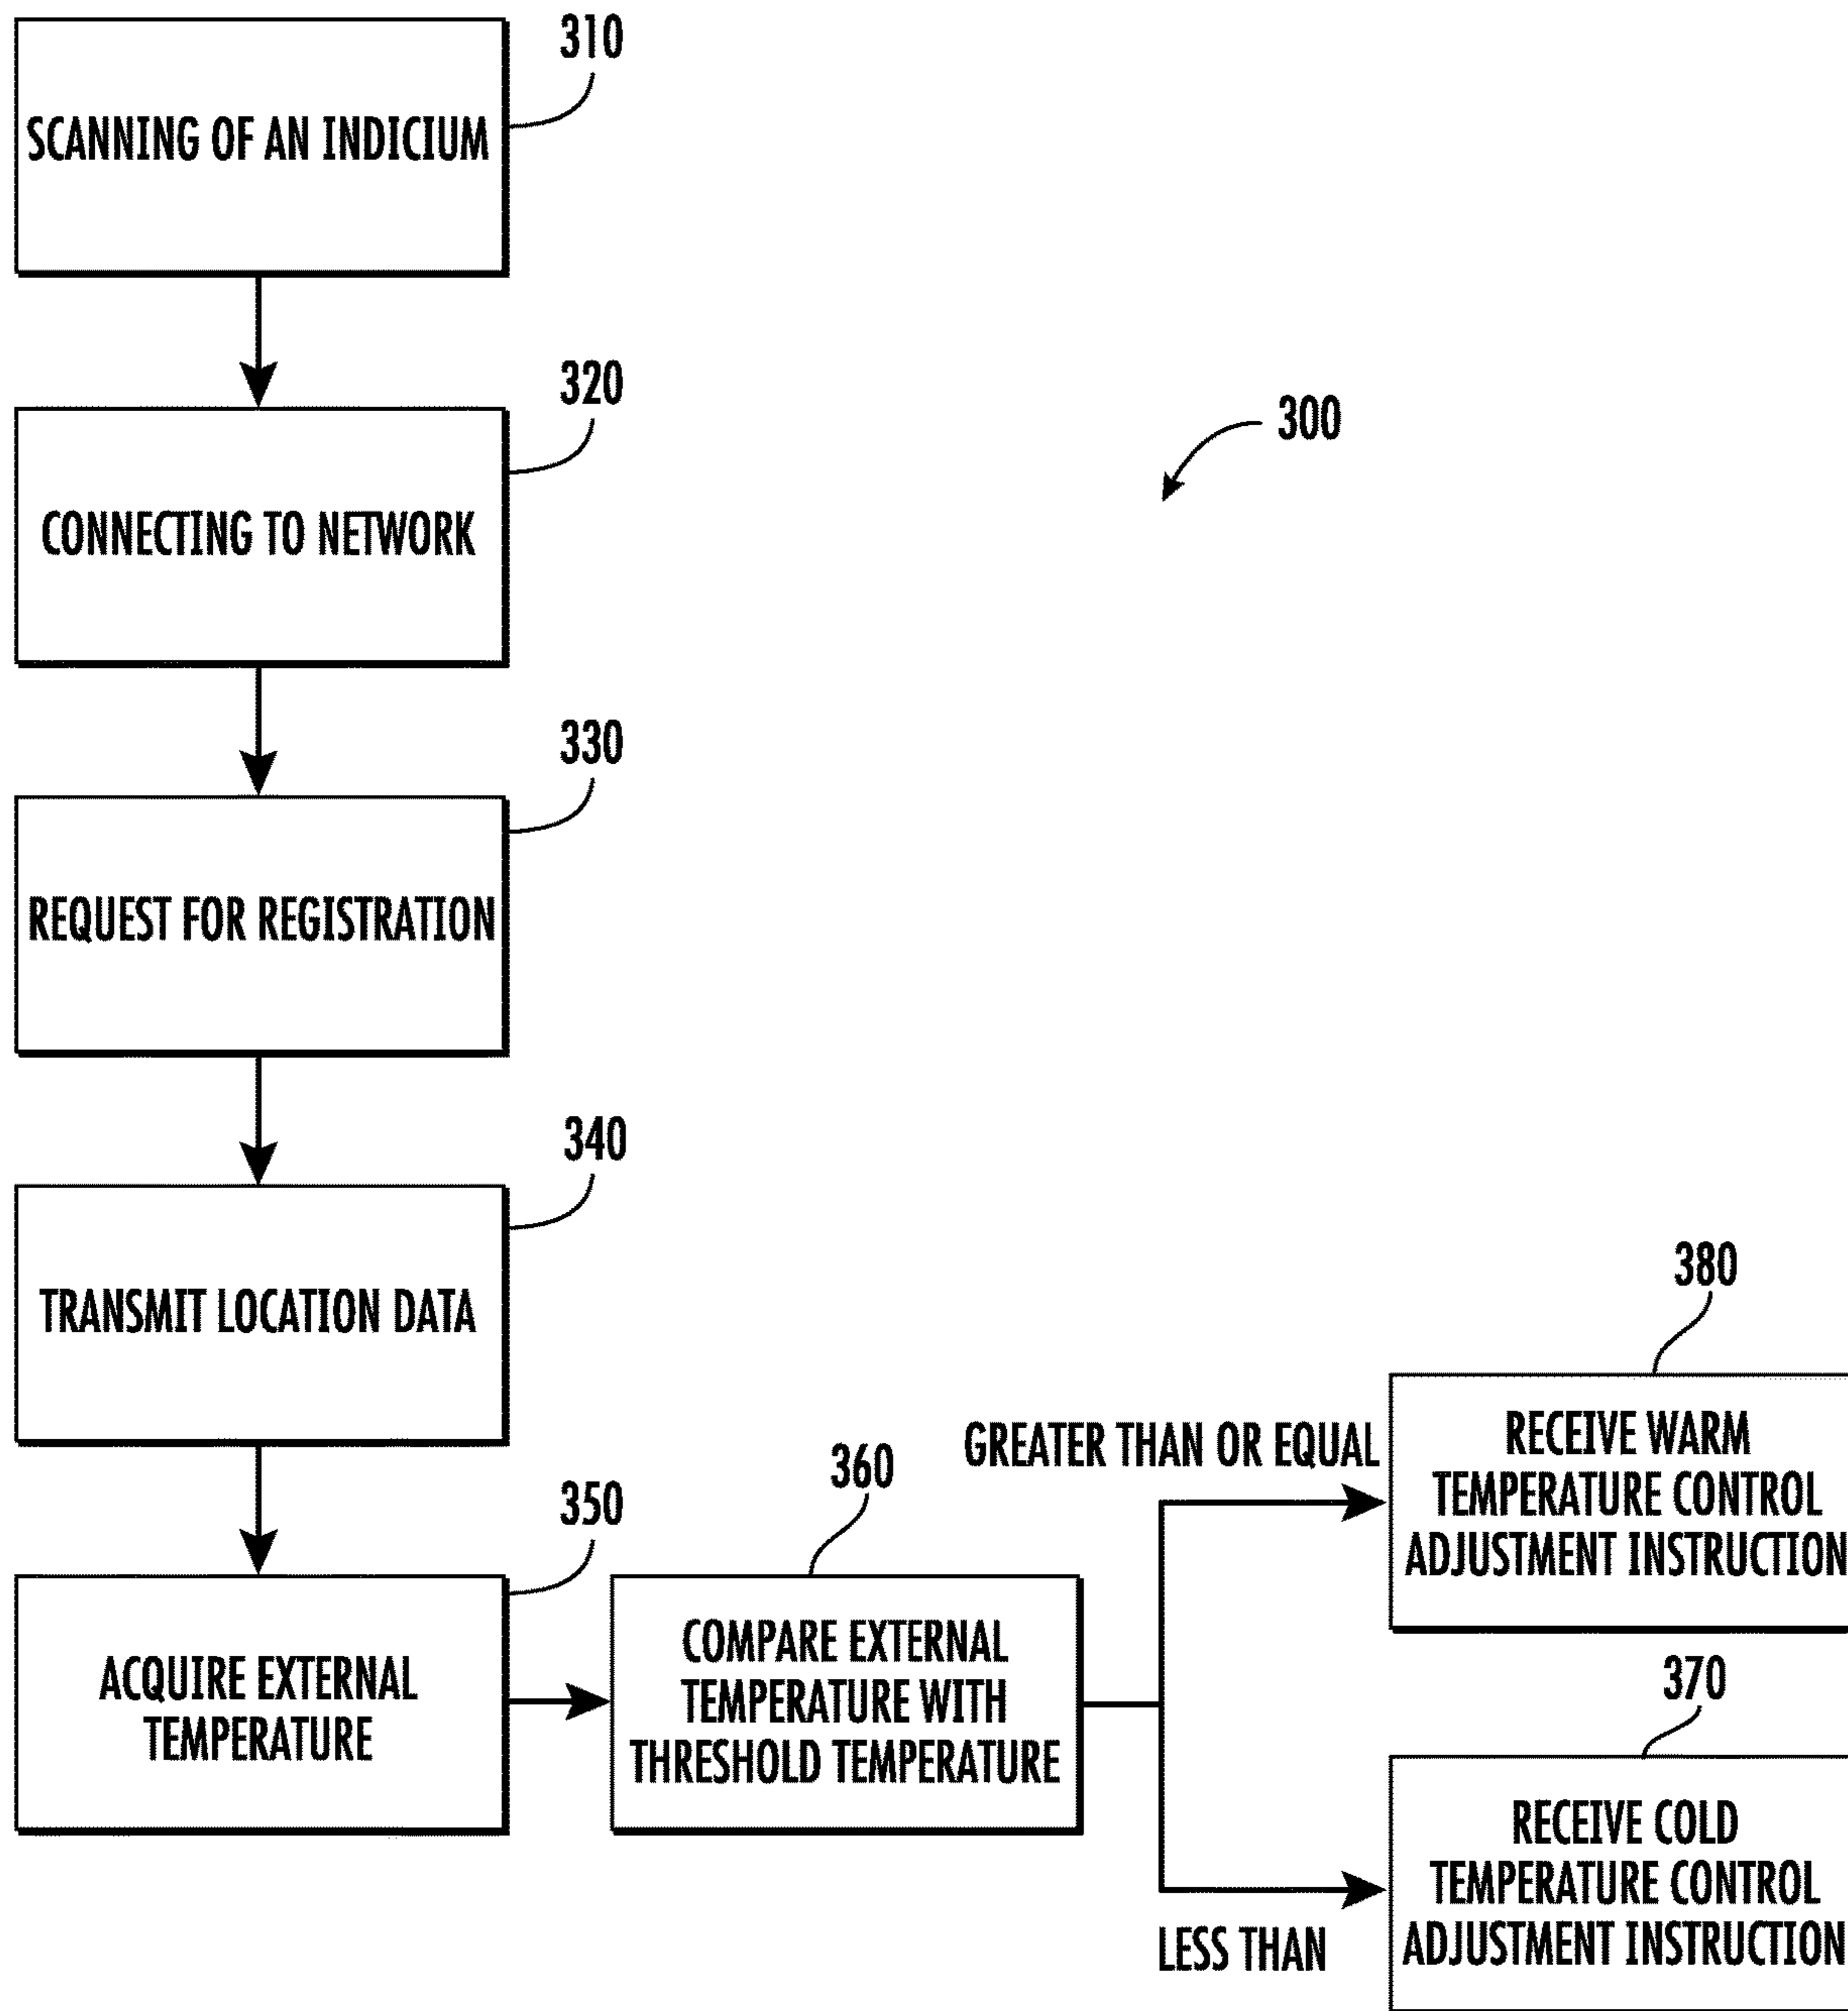 310
SCANNING OF AN INDICIUM
320
300
CONNECTING TO NETWORK
330
REQUEST FOR REGISTRATION
340
TRANSMIT LOCATION DATA
350
ACQUIRE EXTERNAL
TEMPERATURE
360
COMPARE EXTERNAL
TEMPERATURE WITH
THRESHOLD TEMPERATURE
GREATER THAN OR EQUAL
380
RECEIVE WARM
TEMPERATURE CONTROL
ADJUSTMENT INSTRUCTION
LESS THAN
370
RECEIVE COLD
TEMPERATURE CONTROL
ADJUSTMENT INSTRUCTION